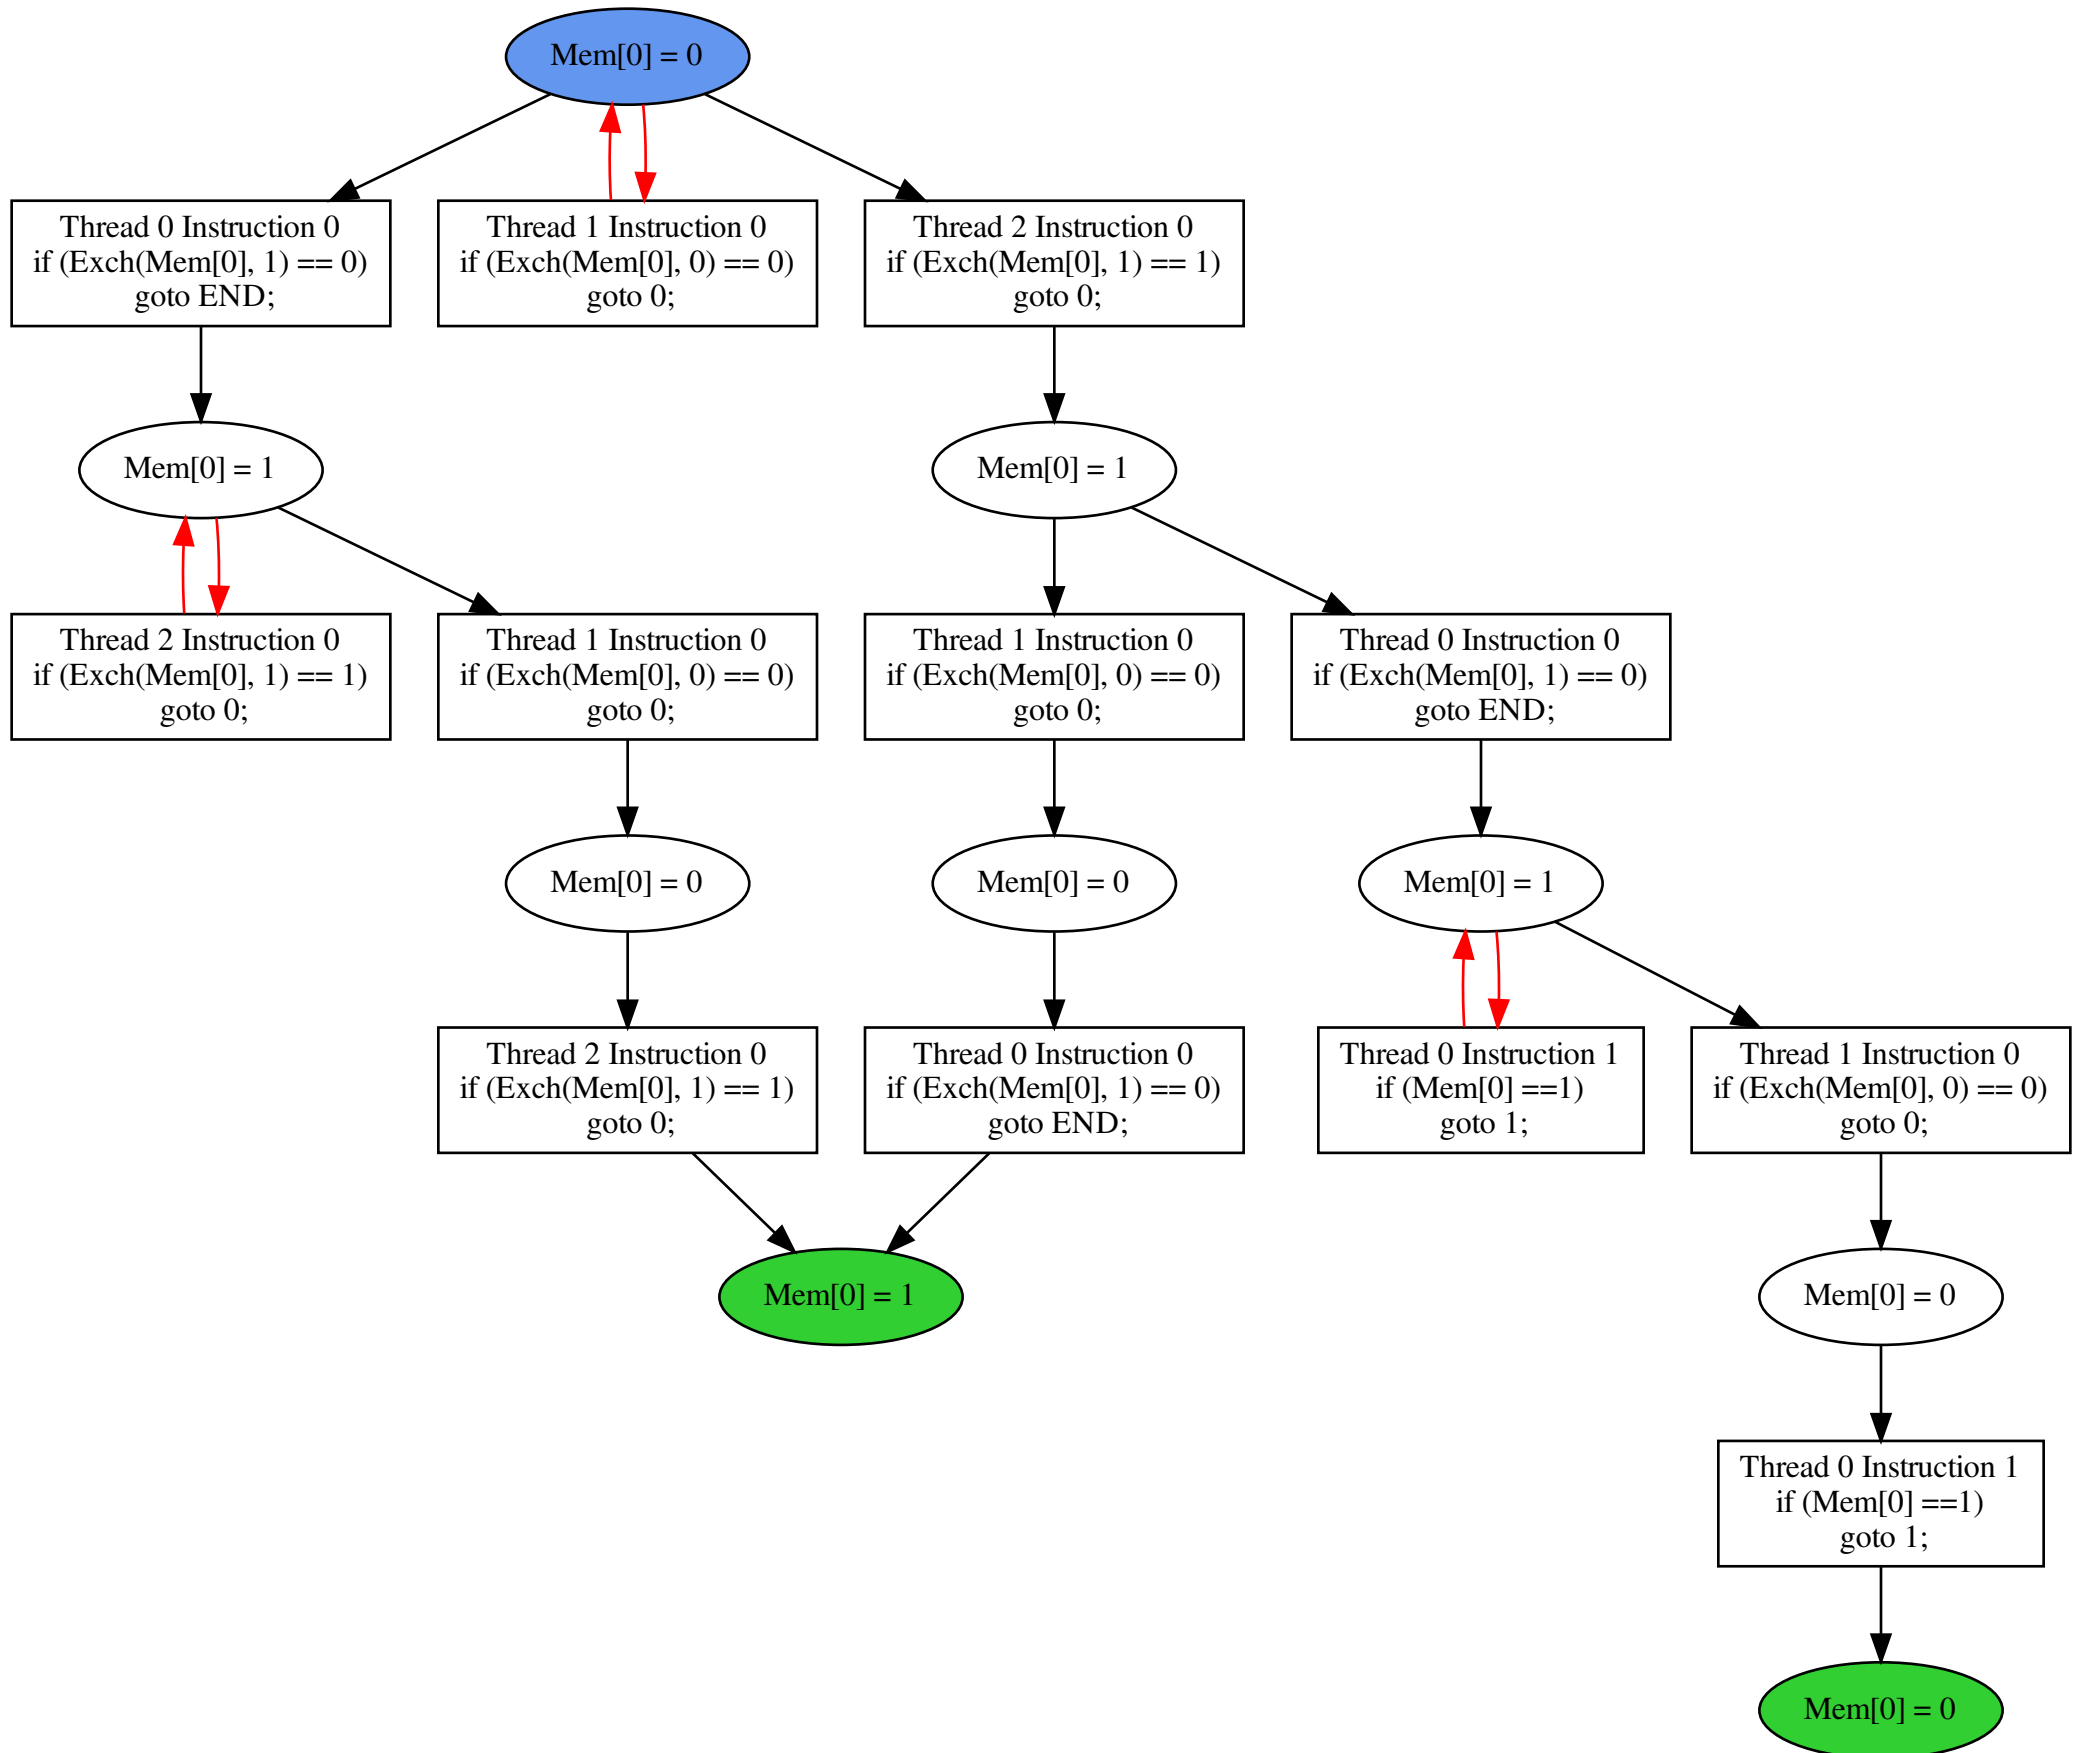 Mem[0] = 0
Thread 0 Instruction 0
if (Exch(Mem[0], 1) == 0)
goto END;
Thread 1 Instruction 0
if (Exch(Mem[0], 0) == 0)
goto 0;
Thread 2 Instruction 0
if (Exch(Mem[0], 1) == 1)
goto 0;
Mem[0] = 1
Mem[0] = 1
Thread 2 Instruction 0
if (Exch(Mem[0], 1) == 1)
goto 0;
Thread 1 Instruction 0
if (Exch(Mem[0], 0) == 0)
goto 0;
Thread 1 Instruction 0
if (Exch(Mem[0], 0) == 0)
goto 0;
Thread 0 Instruction 0
if (Exch(Mem[0], 1) == 0)
goto END;
Mem[0] = 0
Mem[0] = 0
Mem[0] = 1
Thread 2 Instruction 0
if (Exch(Mem[0], 1) == 1)
goto 0;
Thread 0 Instruction 0
if (Exch(Mem[0], 1) == 0)
goto END;
Thread 0 Instruction 1
if (Mem[0] ==1)
goto 1;
Thread 1 Instruction 0
if (Exch(Mem[0], 0) == 0)
goto 0;
Mem[0] = 1
Mem[0] = 0
Thread 0 Instruction 1
if (Mem[0] ==1)
goto 1;
Mem[0] = 0